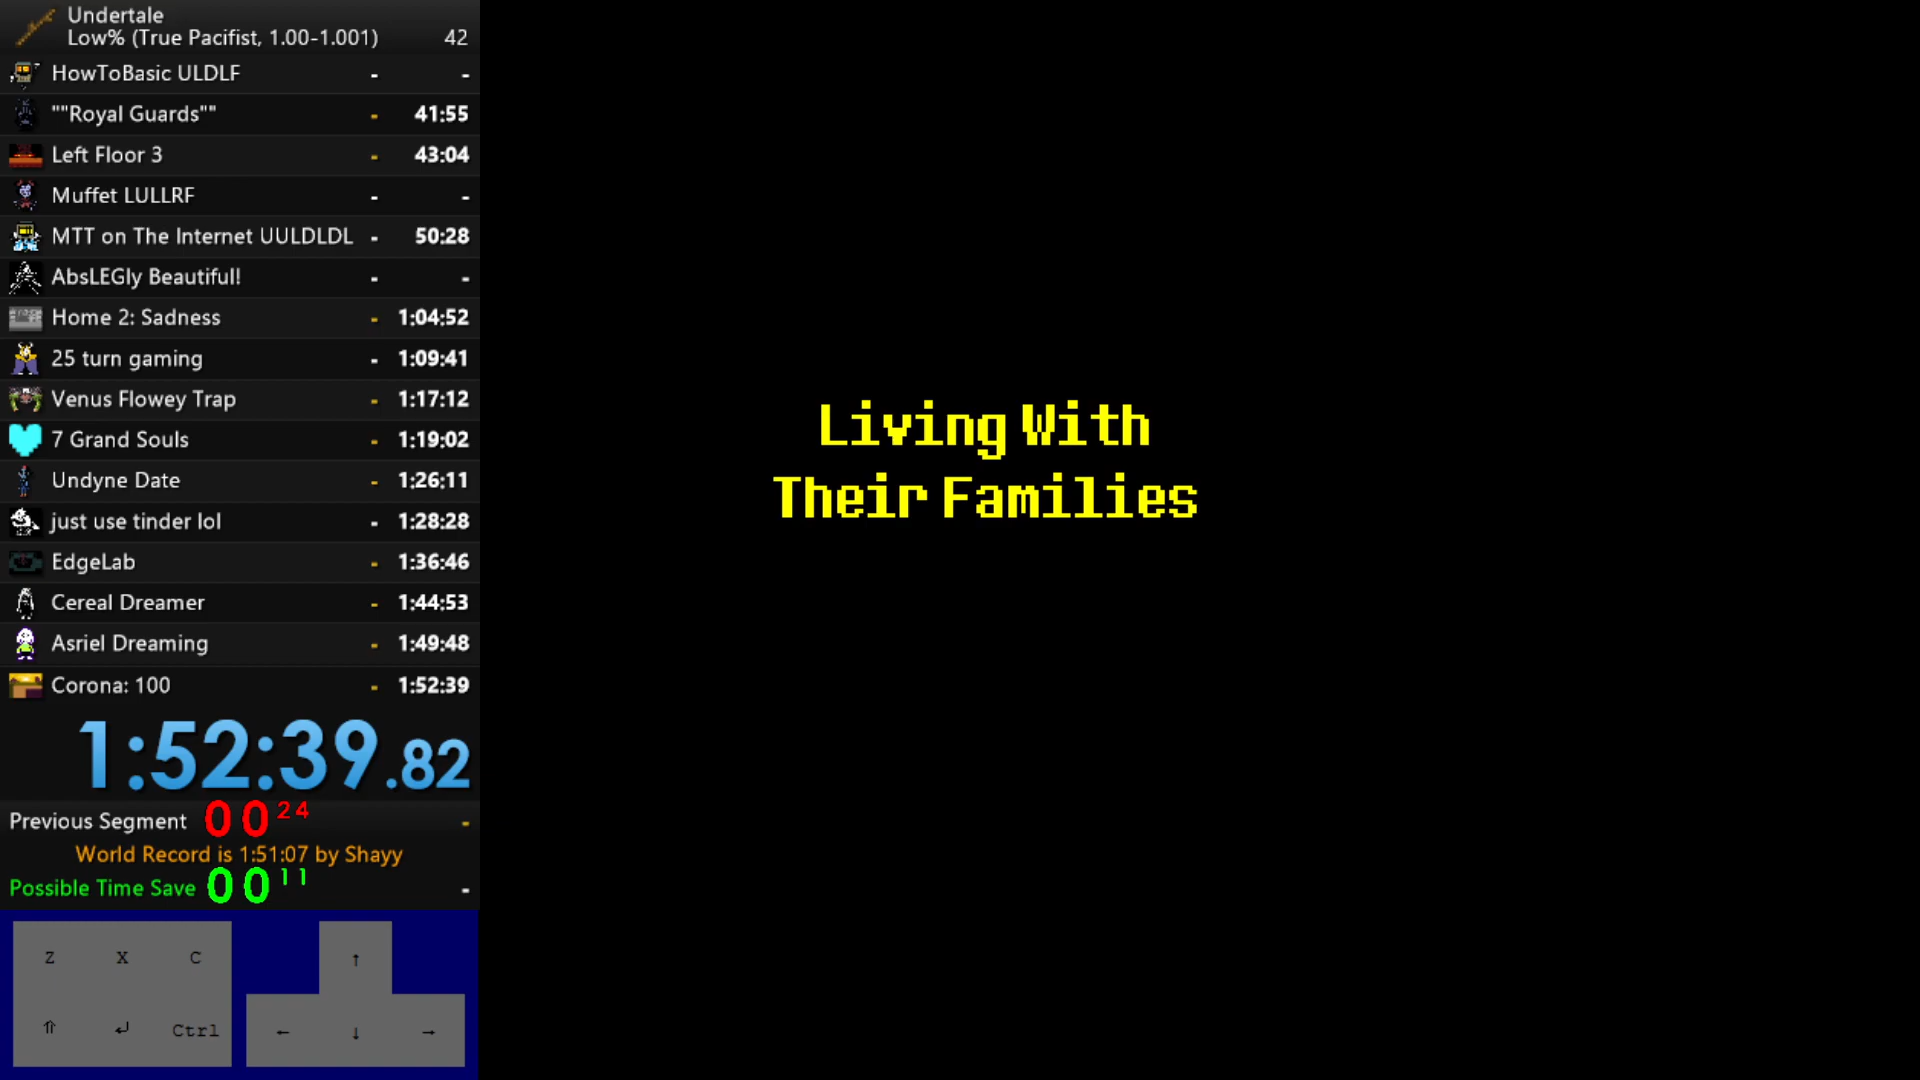 Undertale
Low% (True Pacifist, 1.00-1.001) 42
HowToBasic ULDLF - -
""Royal Guards"" - 41:55
Left Floor 3 - 43:04
Muffet LULLRF - -
MTT on The Internet UULDLDL - 50:28
AbsLEGly Beautiful! - -
Home 2: Sadness - 1:04:52
25 turn gaming - 1:09:41
Venus Flowey Trap - 1:17:12
7 Grand Souls - 1:19:02
Undyne Date - 1:26:11
just use tinder lol - 1:28:28
EdgeLab - 1:36:46
Cereal Dreamer - 1:44:53
Asriel Dreaming - 1:49:48
Corona: 100 - 1:52:39
1:52:39.82
Previous Segment 00 24 -
World Record is 1:51:07 by Shayy
Possible Time Save 00 11 -
Z X C ↑
⇧ ↵ Ctrl ← ↓ →
Living With
Their Families